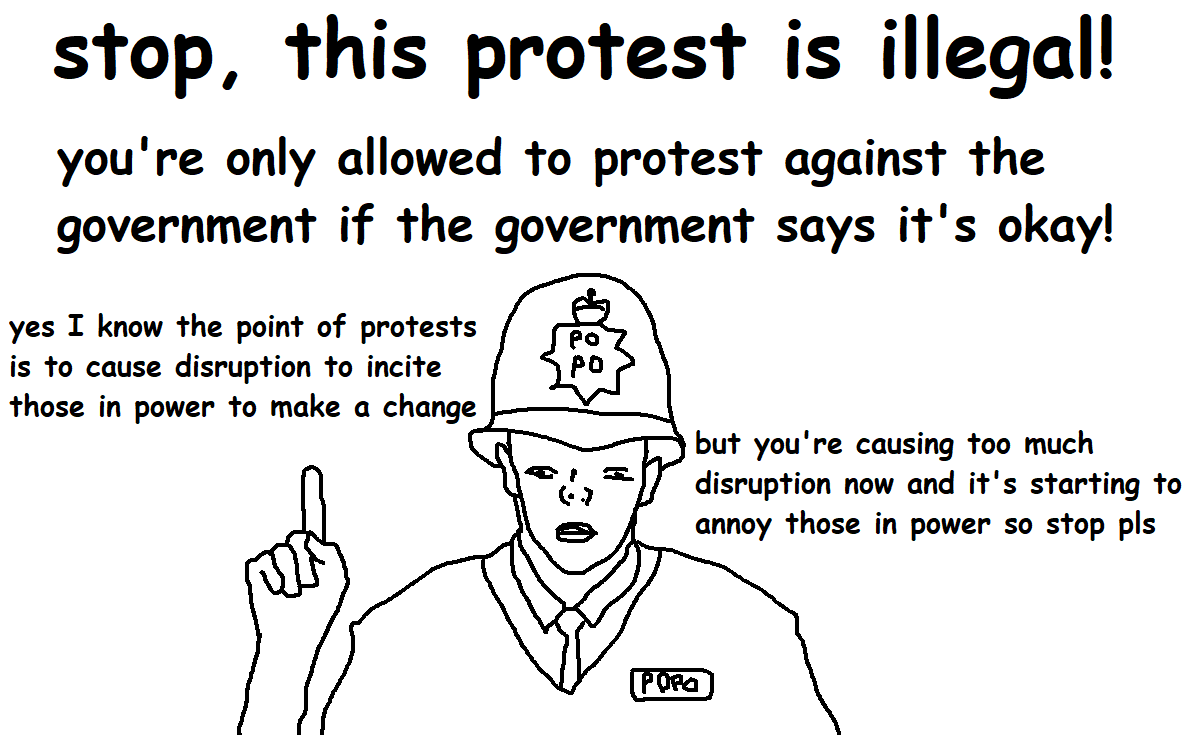 stop, this protest is illegal!
you're only allowed to protest against the
government if the government says it's okay!
yes I know the point of protests
is to cause disruption to incite
those in power to make a change
PO
PO
but you're causing too much
disruption now and it's starting to
annoy those in power so stop pls
POPO